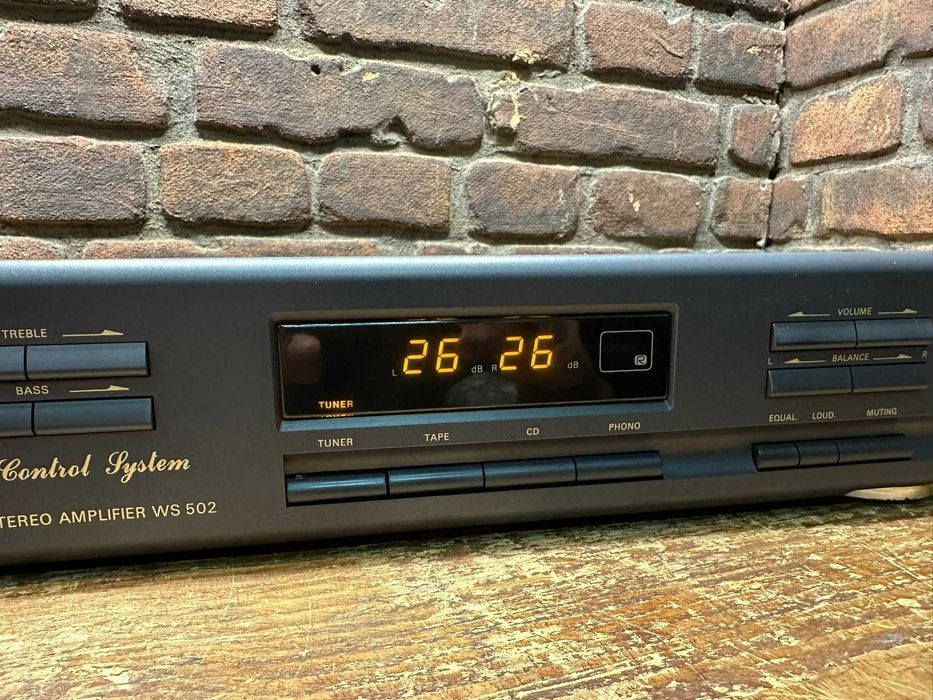 TREBLE
BASS
Control System
TEREO AMPLIFIER WS 502
L 26 dB R 26 dB
R
TUNER
TUNER TAPE CD PHONO
VOLUME
L BALANCE R
EQUAL. LOUD. MUTING